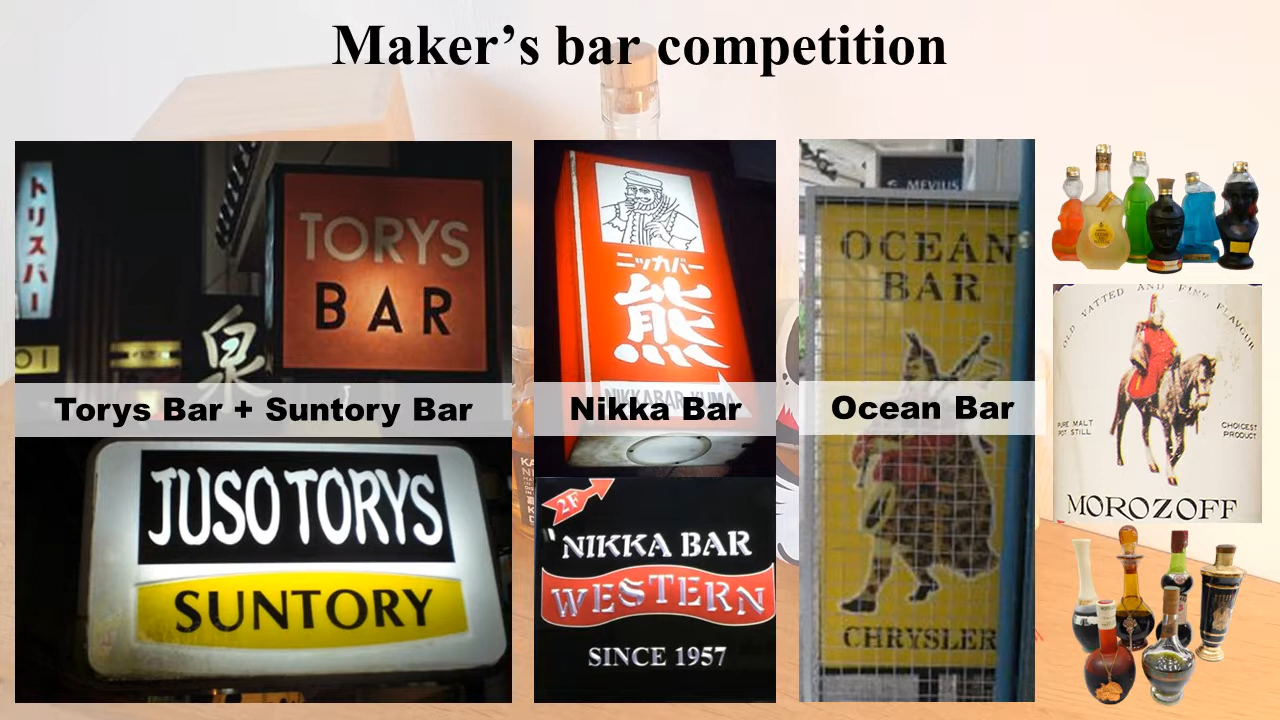 Maker’s bar competition
トリスバー
TORYS
BAR
泉
Torys Bar + Suntory Bar
JUSO TORYS
SUNTORY
ニッカバー
熊
NIKKABAR KUMA
Nikka Bar
2F
NIKKA BAR
WESTERN
SINCE 1957
MEVIUS
OCEAN
BAR
Ocean Bar
CHRYSLER
OLD VATTED AND FINE FLAVOUR
PURE MALT
POT STILL
CHOICEST
PRODUCT
MOROZOFF